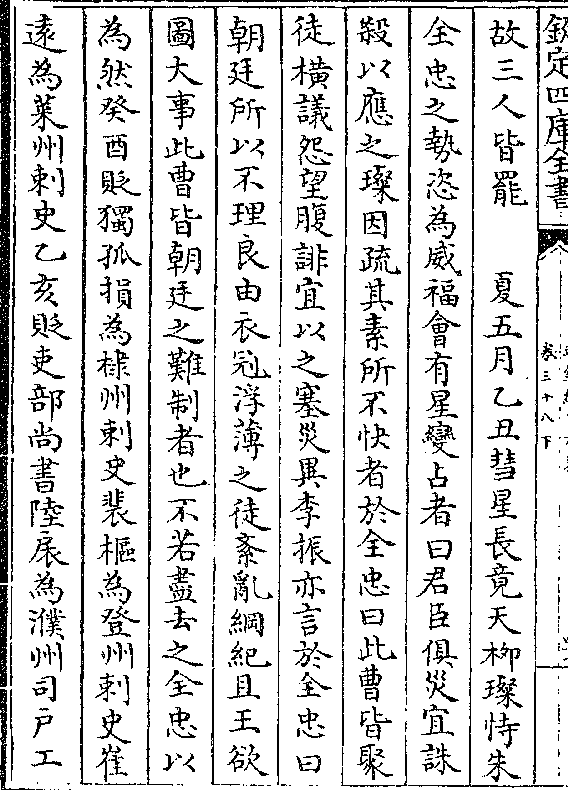 欽定四庫全書
卷三十八下
故三人皆罷　　夏五月乙丑彗星長竟天柳璨恃朱
全忠之勢恣為威福會有星變占者曰君臣俱災宜誅
殺以應之璨因疏其素所不快者於全忠曰此曹皆聚
徒橫議怨望腹誹宜以之塞災異李振亦言於全忠曰
朝廷所以不理良由衣冠浮薄之徒紊亂綱紀且王欲
圖大事此曹皆朝廷之難制者也不若盡去之全忠以
為然癸酉貶獨孤損為棣州刺史裴樞為登州刺史崔
逺為萊州刺史乙亥貶吏部尚書陸扆為濮州司户工